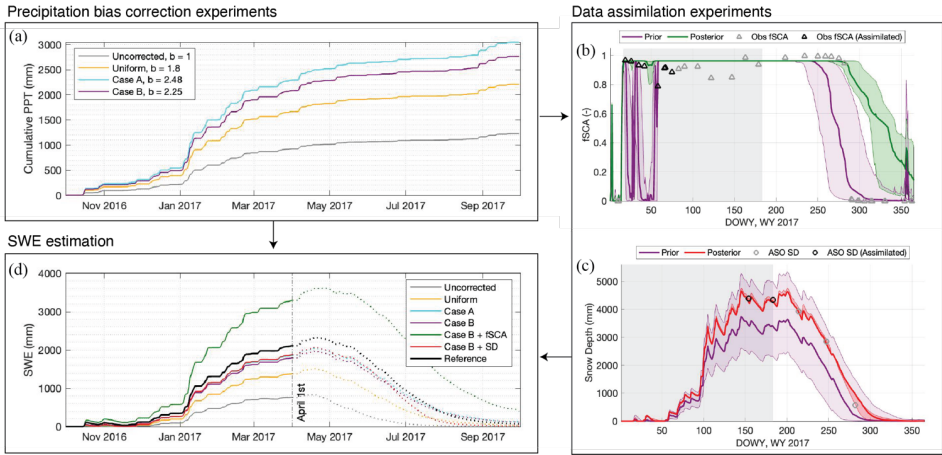 Precipitation bias correction experiments
Data assimilation experiments
(a)
Cumulative PPT (mm)
3000
2500
2000
1500
1000
500
0
Uncorrected, b = 1
Uniform, b = 1.8
Case A, b = 2.48
Case B, b = 2.25
Nov 2016
Jan 2017
Mar 2017
May 2017
Jul 2017
Sep 2017
(b)
Prior
Posterior
Obs fSCA
Obs fSCA (Assimilated)
fSCA (-)
1
0.8
0.6
0.4
0.2
0
50
100
150
200
250
300
350
DOWY, WY 2017
SWE estimation
(d)
SWE (mm)
4000
3000
2000
1000
0
Uncorrected
Uniform
Case A
Case B
Case B + fSCA
Case B + SD
Reference
April 1st
Nov 2016
Jan 2017
Mar 2017
May 2017
Jul 2017
Sep 2017
(c)
Prior
Posterior
ASO SD
ASO SD (Assimilated)
Snow Depth (mm)
5000
4000
3000
2000
1000
0
50
100
150
200
250
300
350
DOWY, WY 2017